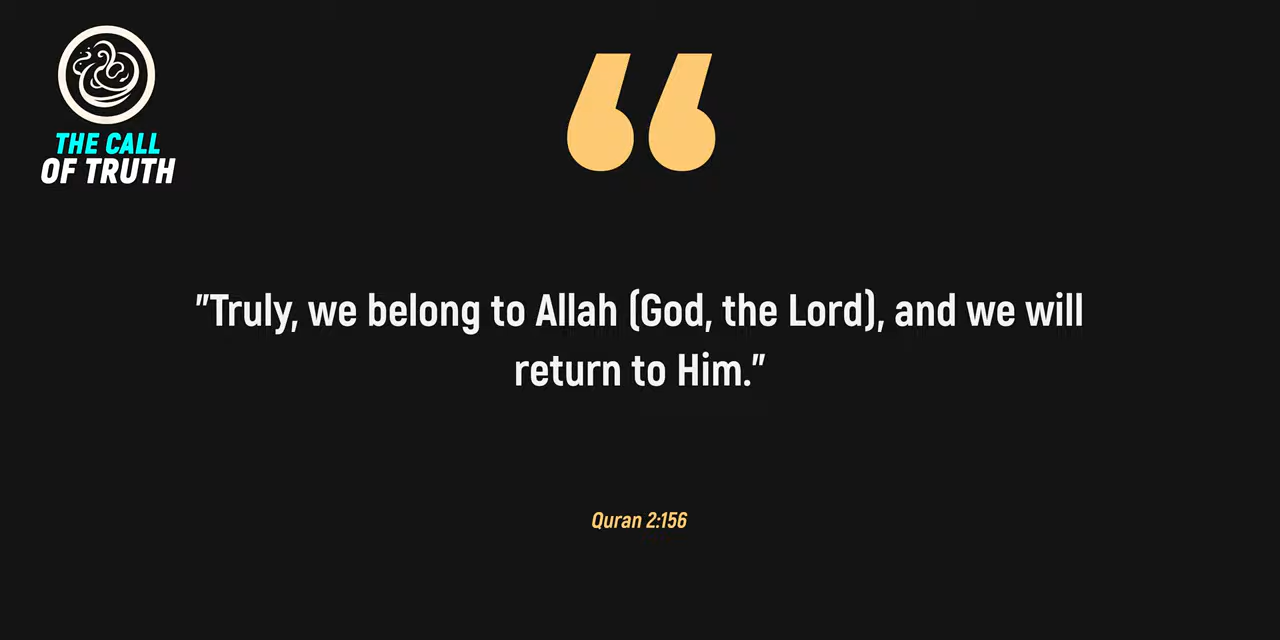 THE CALL
OF TRUTH
"Truly, we belong to Allah (God, the Lord), and we will
return to Him."
Quran 2:156